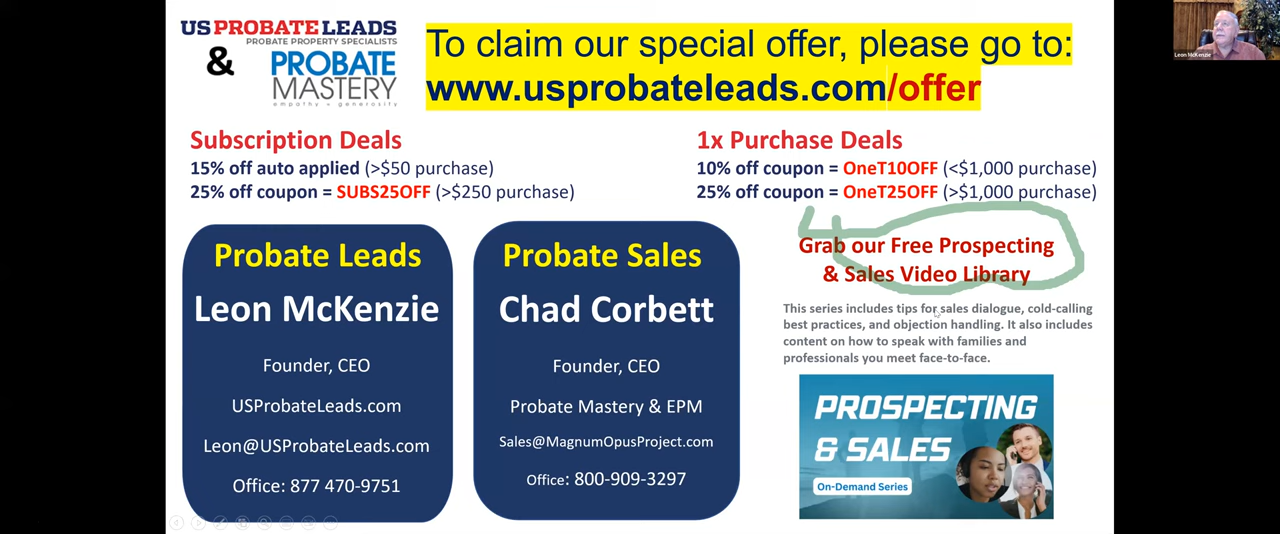 US PROBATE LEADS
PROBATE PROPERTY SPECIALISTS
&
PROBATE
MASTERY
empathy + generosity
To claim our special offer, please go to:
www.usprobateleads.com/offer
Leon McKenzie
Subscription Deals
15% off auto applied (>$50 purchase)
25% off coupon = SUBS25OFF (>$250 purchase)
1x Purchase Deals
10% off coupon = OneT10OFF (<$1,000 purchase)
25% off coupon = OneT25OFF (>$1,000 purchase)
Probate Leads
Leon McKenzie
Founder, CEO
USProbateLeads.com
Leon@USProbateLeads.com
Office: 877 470-9751
Probate Sales
Chad Corbett
Founder, CEO
Probate Mastery & EPM
Sales@MagnumOpusProject.com
Office: 800-909-3297
Grab our Free Prospecting
& Sales Video Library
This series includes tips for sales dialogue, cold-calling
best practices, and objection handling. It also includes
content on how to speak with families and
professionals you meet face-to-face.
PROSPECTING
& SALES
On-Demand Series